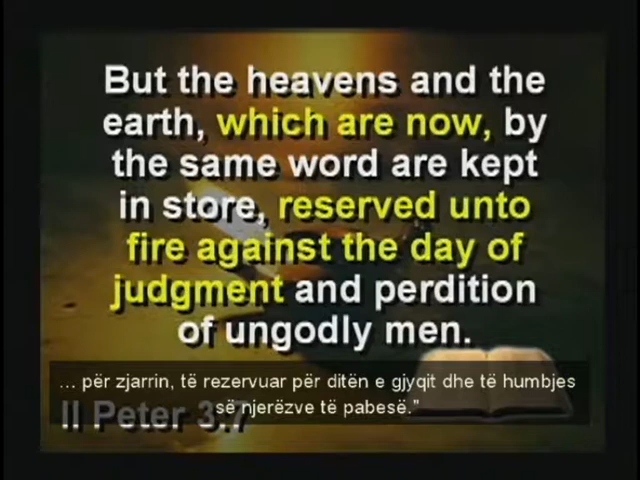 But the heavens and the
earth, which are now, by
the same word are kept
in store, reserved unto
fire against the day of
judgment and perdition
of ungodly men.
... për zjarrin, të rezervuar për ditën e gjyqit dhe të humbjes
së njerëzve të pabesë."
II Peter 3:7